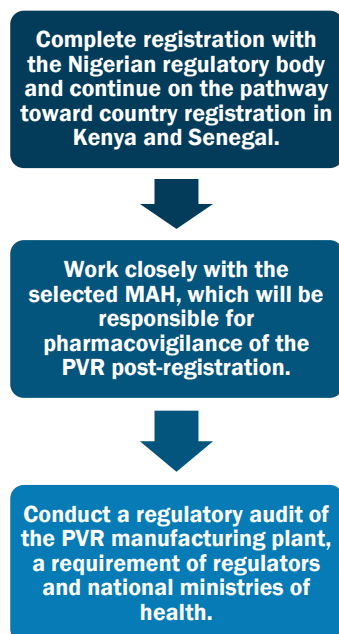 Complete registration with
the Nigerian regulatory body
and continue on the pathway
toward country registration in
Kenya and Senegal.
Work closely with the
selected MAH, which will be
responsible for
pharmacovigilance of the
PVR post-registration.
Conduct a regulatory audit of
the PVR manufacturing plant,
a requirement of regulators
and national ministries of
health.